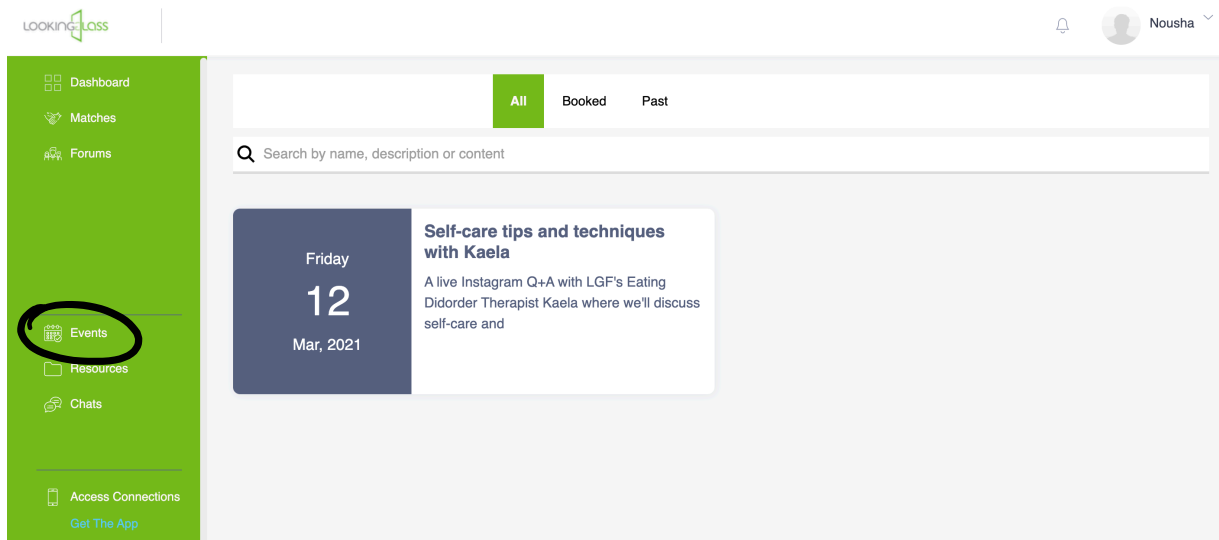 LOOKINGGLASS
Nousha
Dashboard
Matches
Forums
Events
Resources
Chats
Access Connections
Get The App
All Booked Past
Search by name, description or content
Friday
12
Mar, 2021
Self-care tips and techniques
with Kaela
A live Instagram Q+A with LGF's Eating
Didorder Therapist Kaela where we'll discuss
self-care and